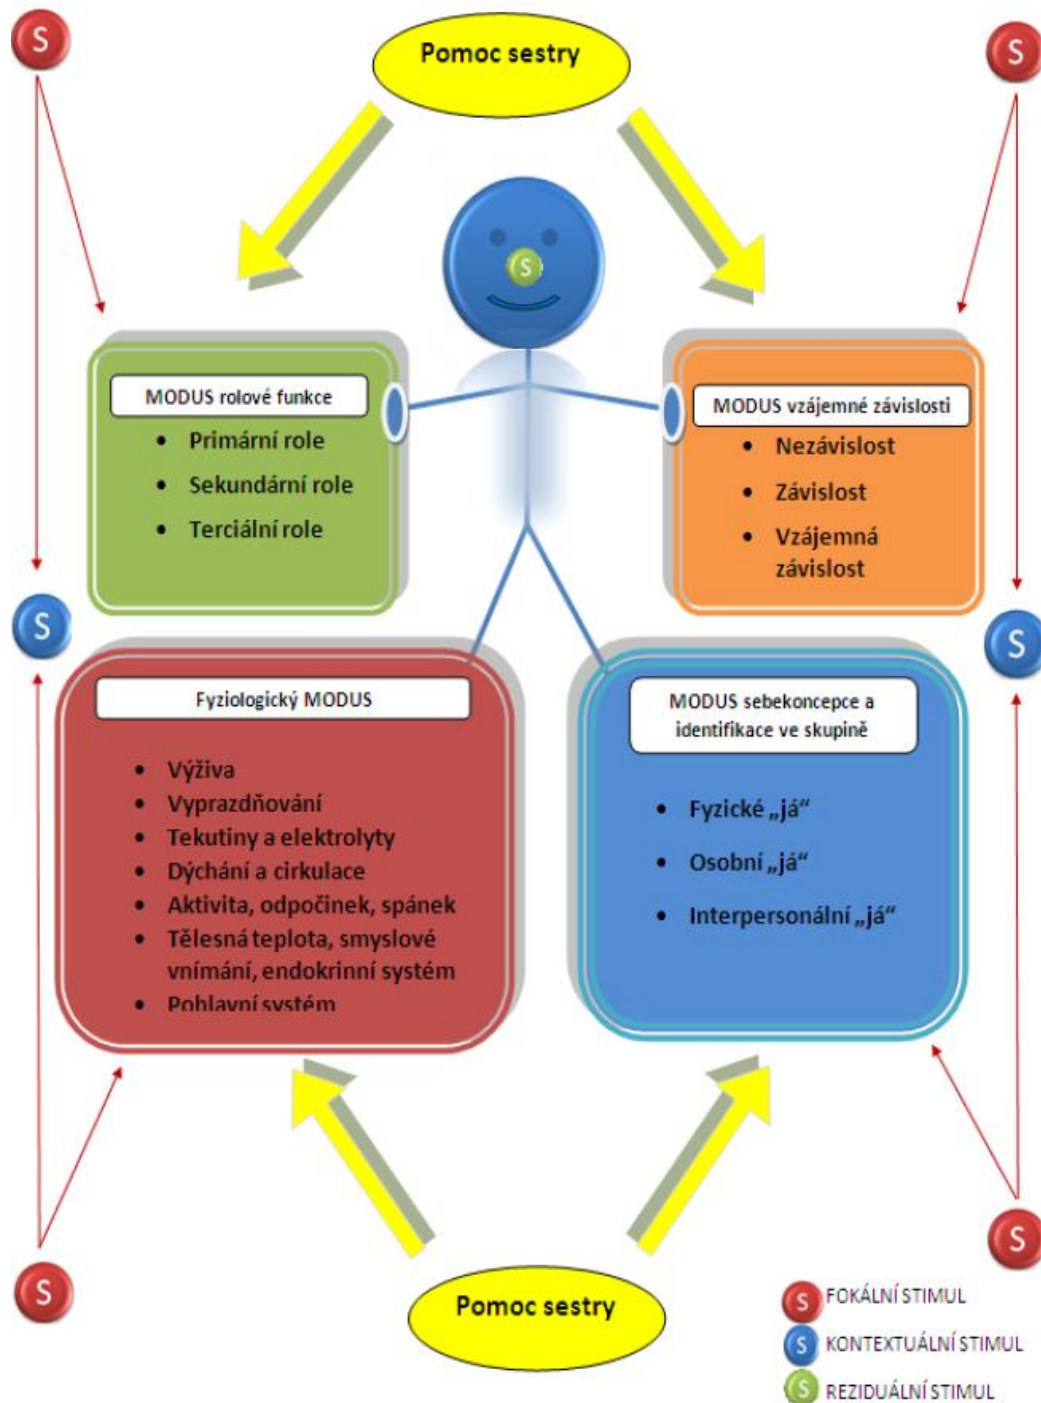 S
S
Pomoc sestry
S
MODUS rolové funkce
• Primární role
• Sekundární role
• Terciální role
MODUS vzájemné závislosti
• Nezávislost
• Závislost
• Vzájemná
závislost
S
S
Fyziologický MODUS
• Výživa
• Vyprazdňování
• Tekutiny a elektrolyty
• Dýchání a cirkulace
• Aktivita, odpočinek, spánek
• Tělesná teplota, smyslové
vnímání, endokrinní systém
• Pohlavní systém
MODUS sebekoncepce a
identifikace ve skupině
• Fyzické „já“
• Osobní „já“
• Interpersonální „já“
S
S
Pomoc sestry
S FOKÁLNÍ STIMUL
S KONTEXTUÁLNÍ STIMUL
S REZIDUÁLNÍ STIMUL